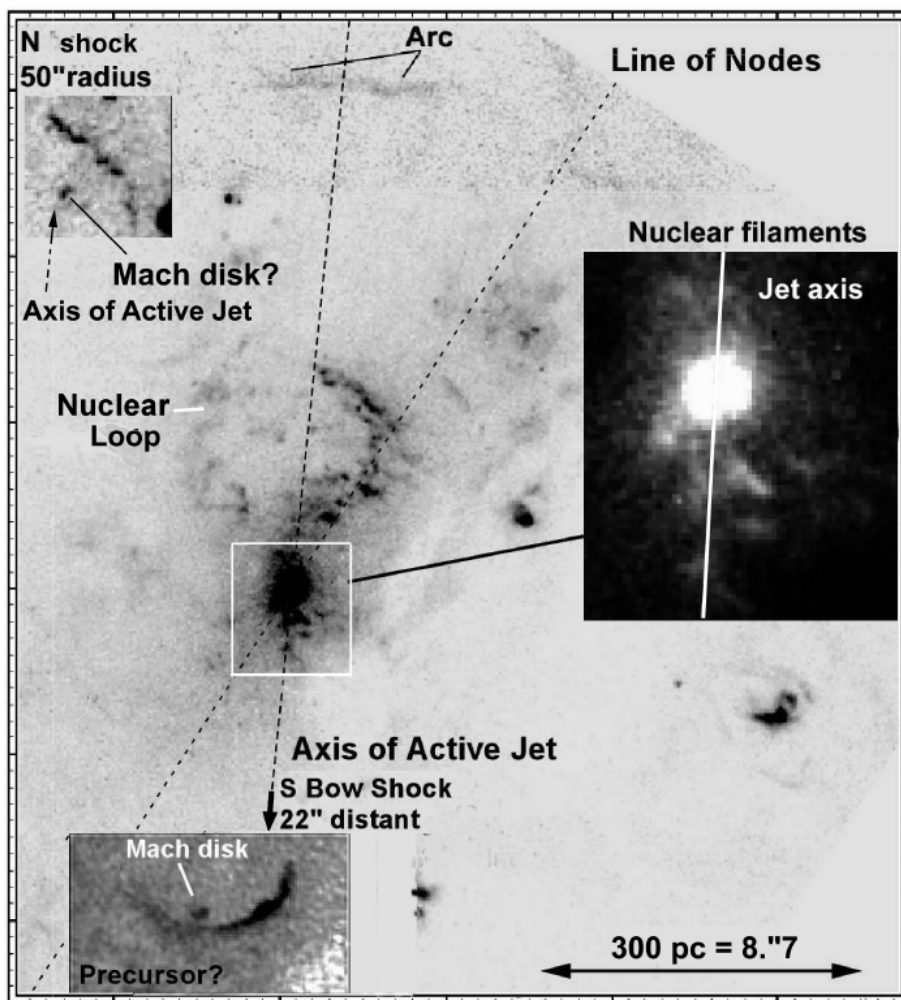 N shock
50"radius
Arc
Line of Nodes
Mach disk?
Axis of Active Jet
Nuclear filaments
Jet axis
Nuclear
Loop
Axis of Active Jet
S Bow Shock
22" distant
Mach disk
Precursor?
300 pc = 8."7